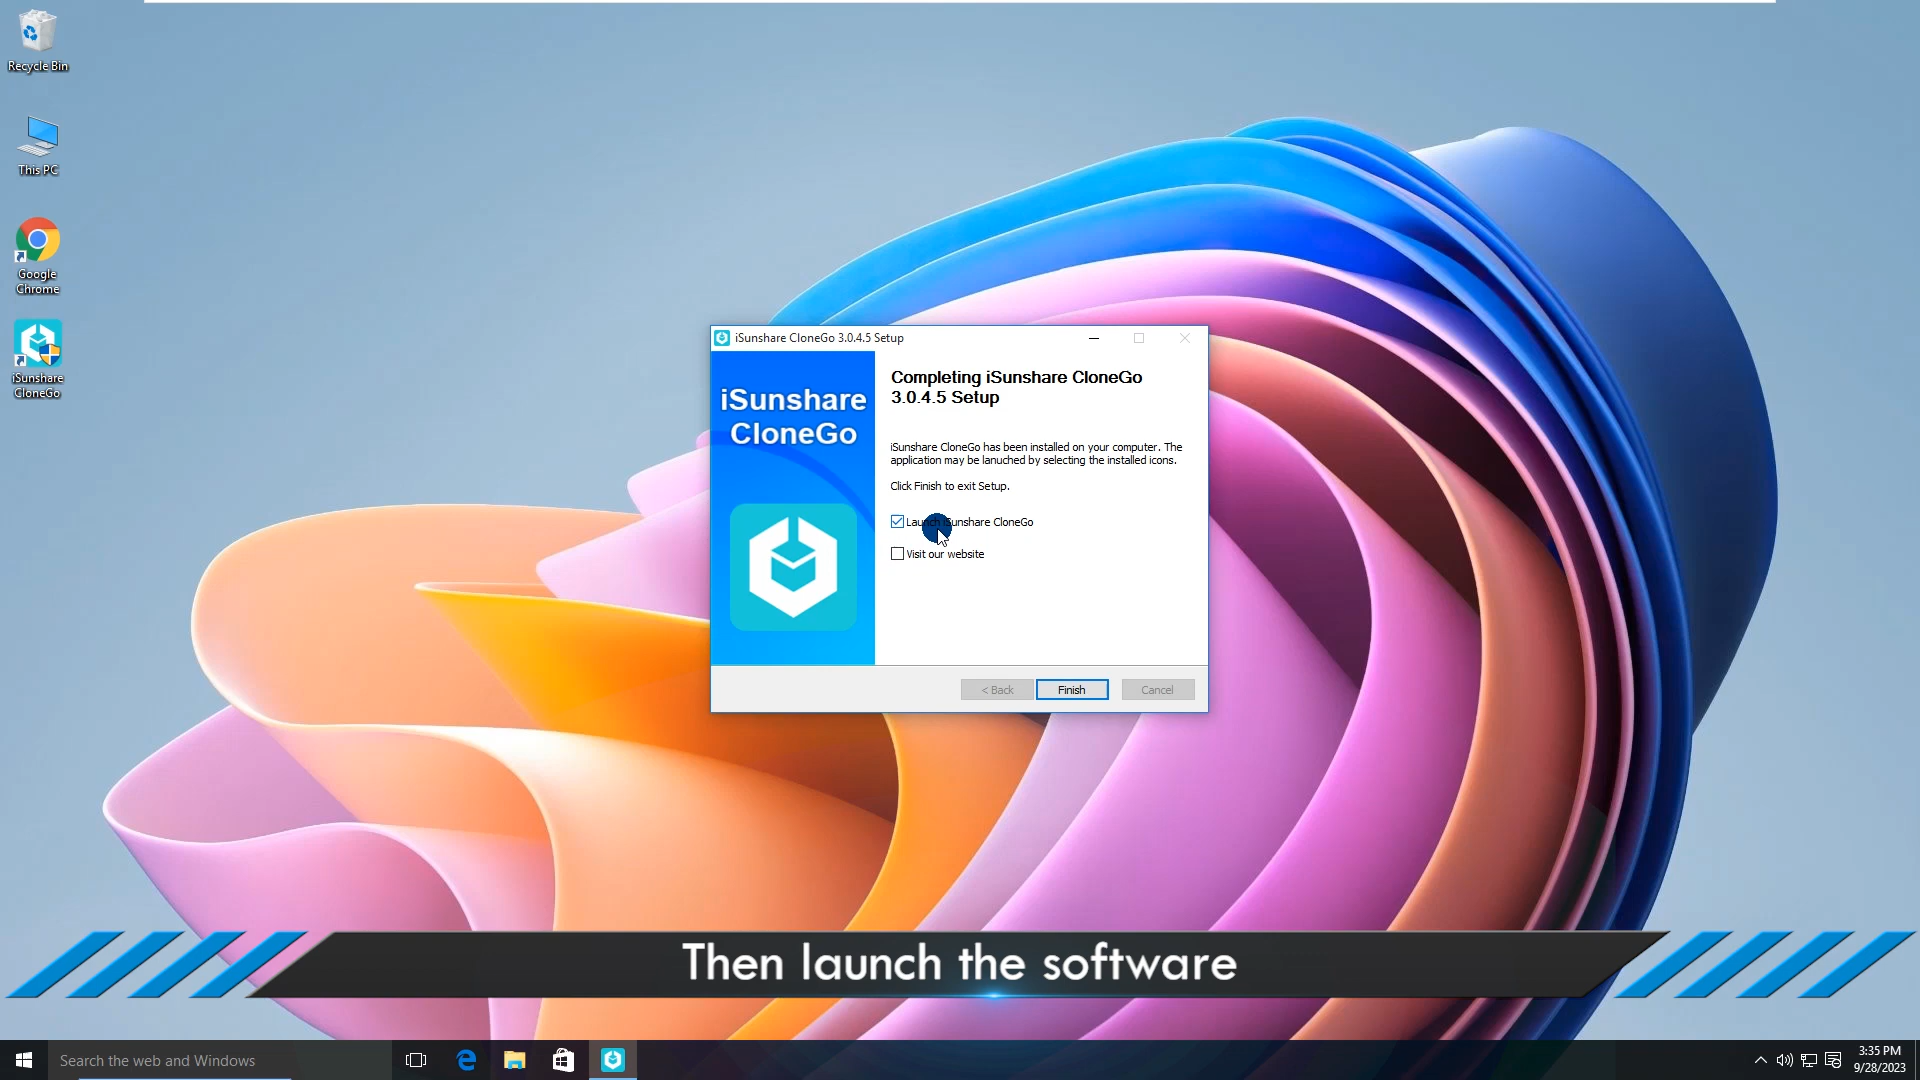 Recycle Bin
This PC
Google
Chrome
iSunshare
CloneGo
iSunshare CloneGo 3.0.4.5 Setup
iSunshare
CloneGo
Completing iSunshare CloneGo
3.0.4.5 Setup
iSunshare CloneGo has been installed on your computer. The
application may be lanuched by selecting the installed icons.
Click Finish to exit Setup.
Launch iSunshare CloneGo
Visit our website
< Back
Finish
Cancel
Then launch the software
Search the web and Windows
3:35 PM
9/28/2023